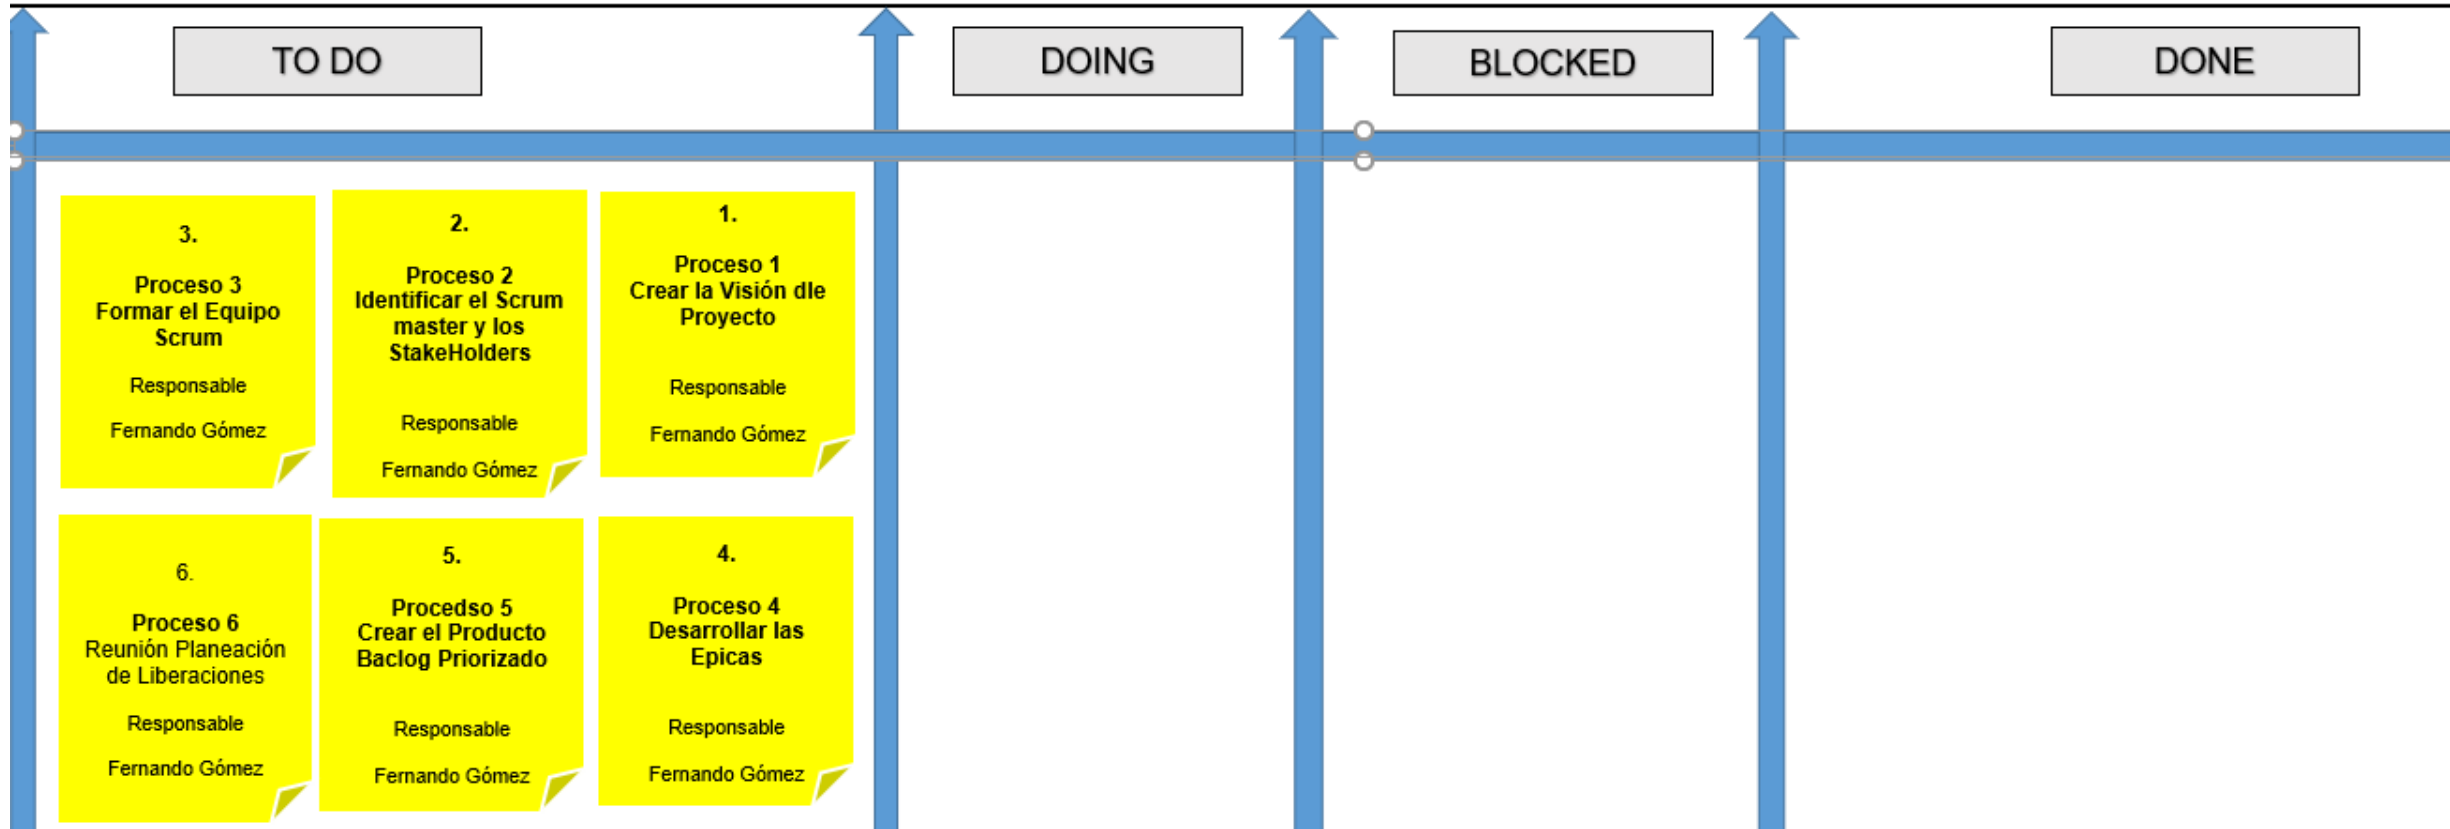 TO DO
DOING
BLOCKED
DONE
3.
Proceso 3
Formar el Equipo
Scrum
Responsable
Fernando Gómez
2.
Proceso 2
Identificar el Scrum
master y los
StakeHolders
Responsable
Fernando Gómez
1.
Proceso 1
Crear la Visión dle
Proyecto
Responsable
Fernando Gómez
6.
Proceso 6
Reunión Planeación
de Liberaciones
Responsable
Fernando Gómez
5.
Procedso 5
Crear el Producto
Baclog Priorizado
Responsable
Fernando Gómez
4.
Proceso 4
Desarrollar las
Epicas
Responsable
Fernando Gómez